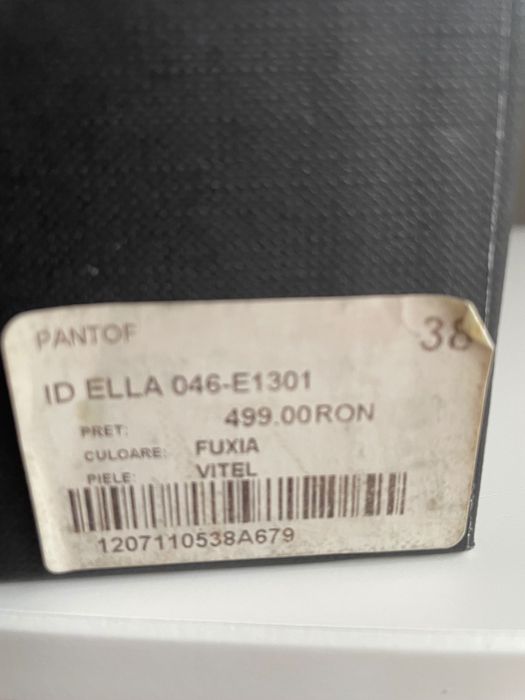 PANTOF 38
ID ELLA 046-E1301
PRET: 499.00RON
CULOARE: FUXIA
PIELE: VITEL
1207110538A679